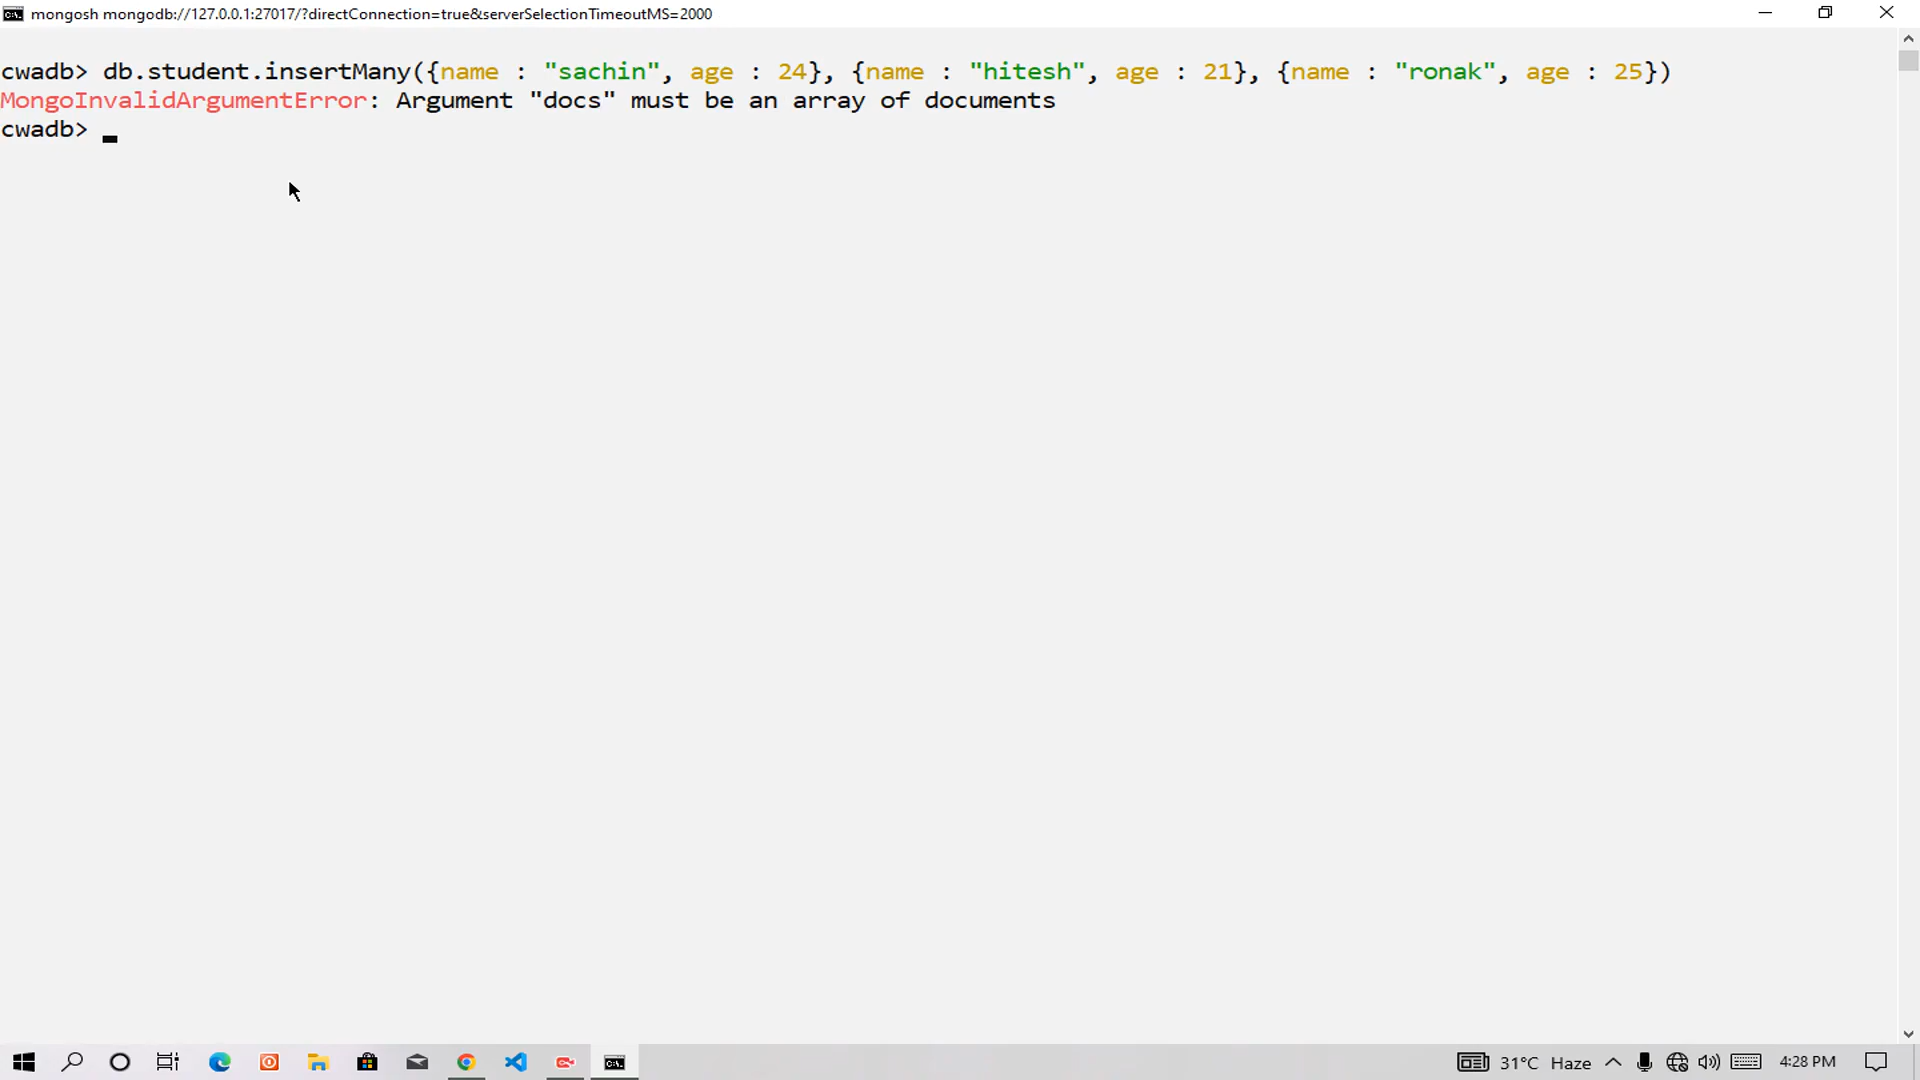 mongosh mongodb://127.0.0.1:27017/?directConnection=true&serverSelectionTimeoutMS=2000
cwadb> db.student.insertMany({name : "sachin", age : 24}, {name : "hitesh", age : 21}, {name : "ronak", age : 25})
MongoInvalidArgumentError: Argument "docs" must be an array of documents
cwadb>
31°C Haze 4:28 PM